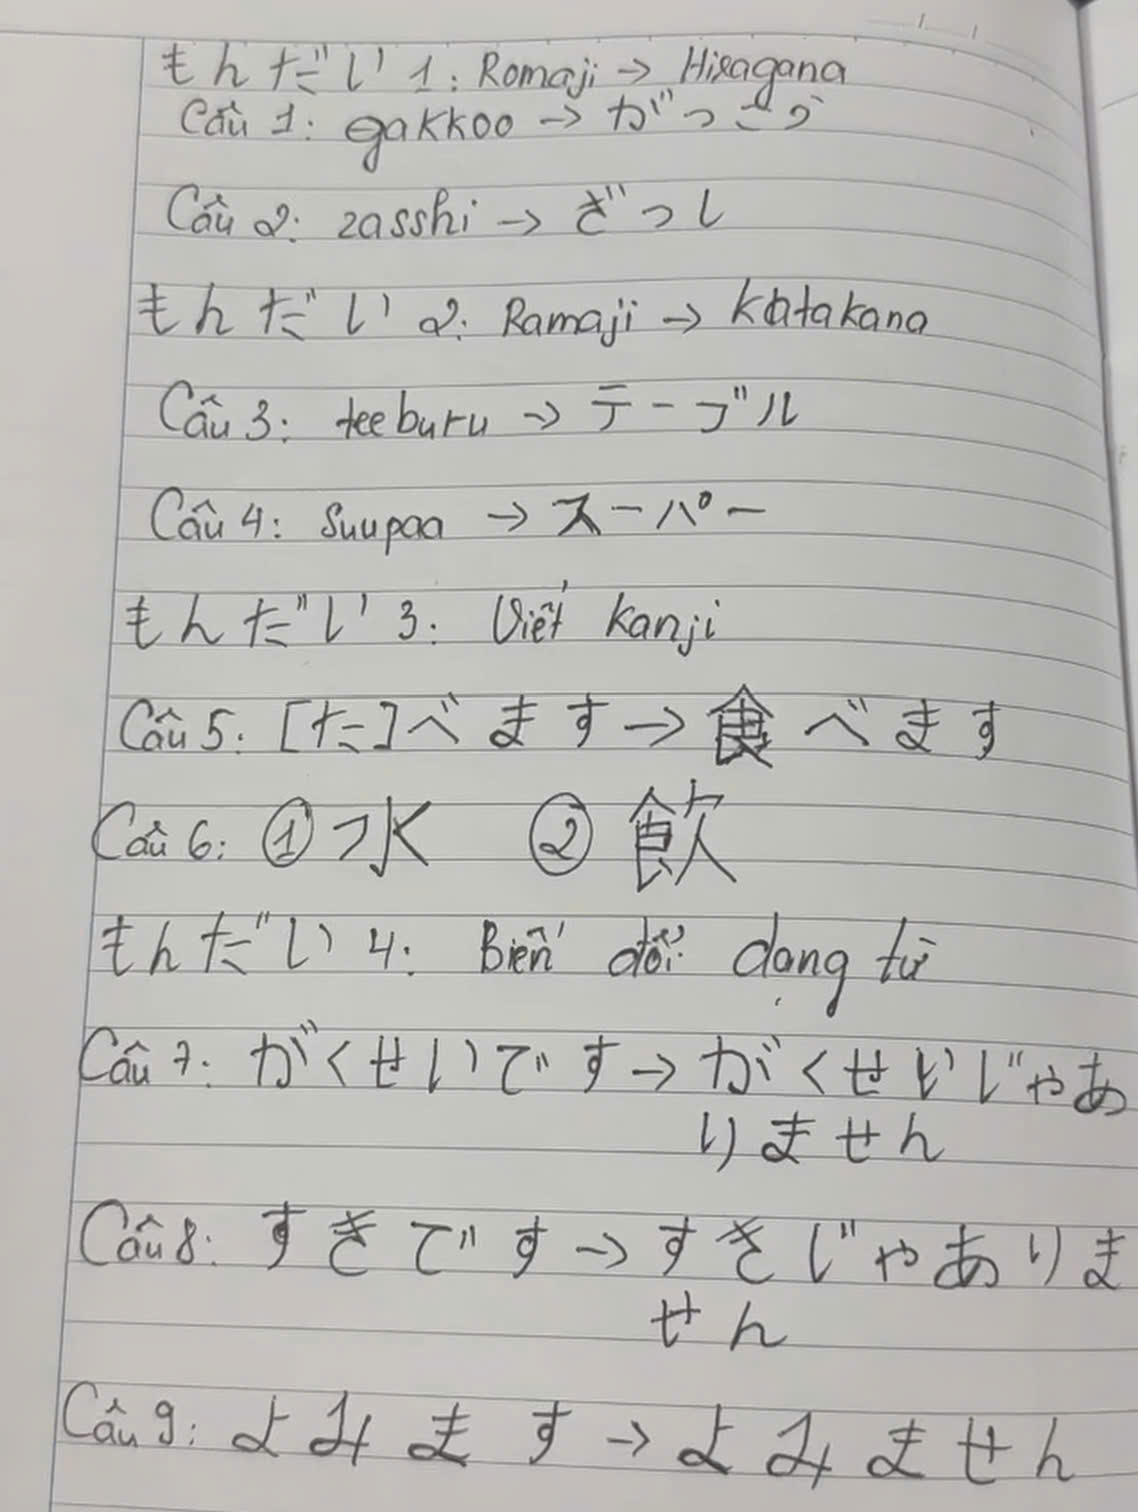 もんだい 1: Romaji → Hiragana
Câu 1: gakkoo → がっこう
Câu 2: zasshi → ざっし
もんだい 2: Ramaji → Katakana
Câu 3: teeburu → テーブル
Câu 4: Suupaa → スーパー
もんだい 3: Viết Kanji
Câu 5: [た]べます → 食べます
Câu 6: ① 水 ② 飲
もんだい 4: Biến đổi dạng từ
Câu 7: がくせいです → がくせいじゃあ
りません
Câu 8: すきです → すきじゃありま
せん
Câu 9: よみます → よみません